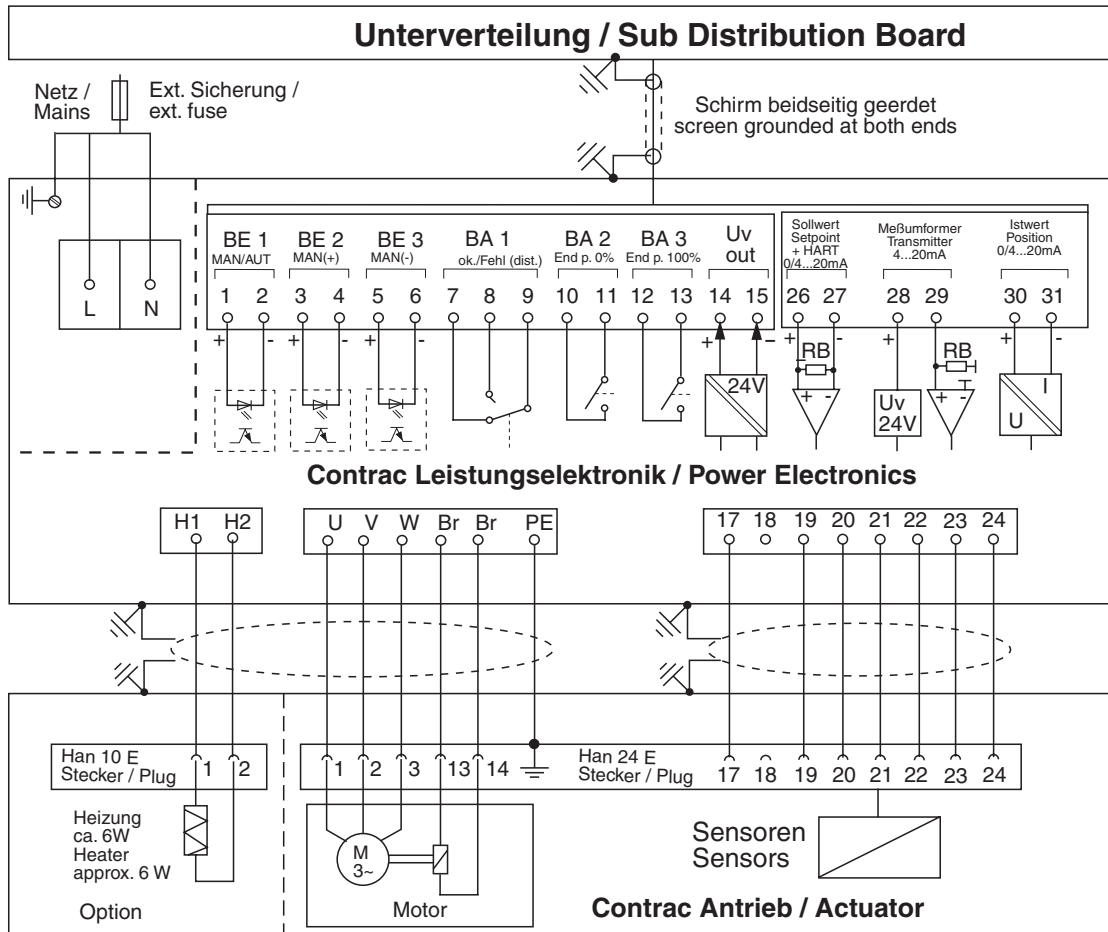 Unterverteilung / Sub Distribution Board
Netz /
Mains
Ext. Sicherung /
ext. fuse
Schirm beidseitig geerdet
screen grounded at both ends
L N
BE 1
MAN/AUT
BE 2
MAN(+)
BE 3
MAN(-)
BA 1
ok./Fehl (dist.)
BA 2
End p. 0%
BA 3
End p. 100%
Uv
out
Sollwert
Setpoint
+ HART
0/4...20mA
Meßumformer
Transmitter
4...20mA
Istwert
Position
0/4...20mA
1 2 3 4 5 6 7 8 9 10 11 12 13 14 15 26 27 28 29 30 31
+ - + - + - + - + - + - + -
RB
RB
24V
+ -
Uv
24V
+ -
I
U
Contrac Leistungselektronik / Power Electronics
H1 H2
U V W Br Br PE
17 18 19 20 21 22 23 24
Han 10 E
Stecker / Plug
1 2
1 2 3 13 14
Han 24 E
Stecker / Plug
17 18 19 20 21 22 23 24
Heizung
ca. 6W
Heater
approx. 6 W
Option
M
3~
Motor
Sensoren
Sensors
Contrac Antrieb / Actuator